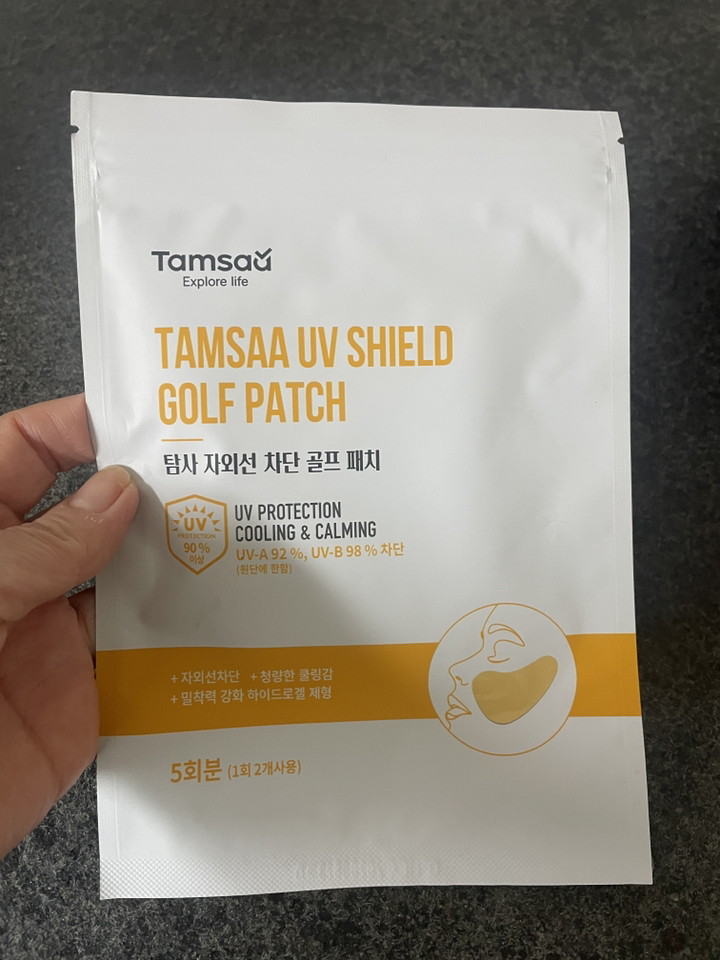 Tamsaa
Explore life
TAMSAA UV SHIELD
GOLF PATCH
탐사 자외선 차단 골프 패치
UV
PROTECTION
90 %
이상
UV PROTECTION
COOLING & CALMING
UV-A 92 %, UV-B 98 % 차단
(원단에 한함)
+ 자외선차단 + 청량한 쿨링감
+ 밀착력 강화 하이드로겔 제형
5회분 (1회 2개사용)